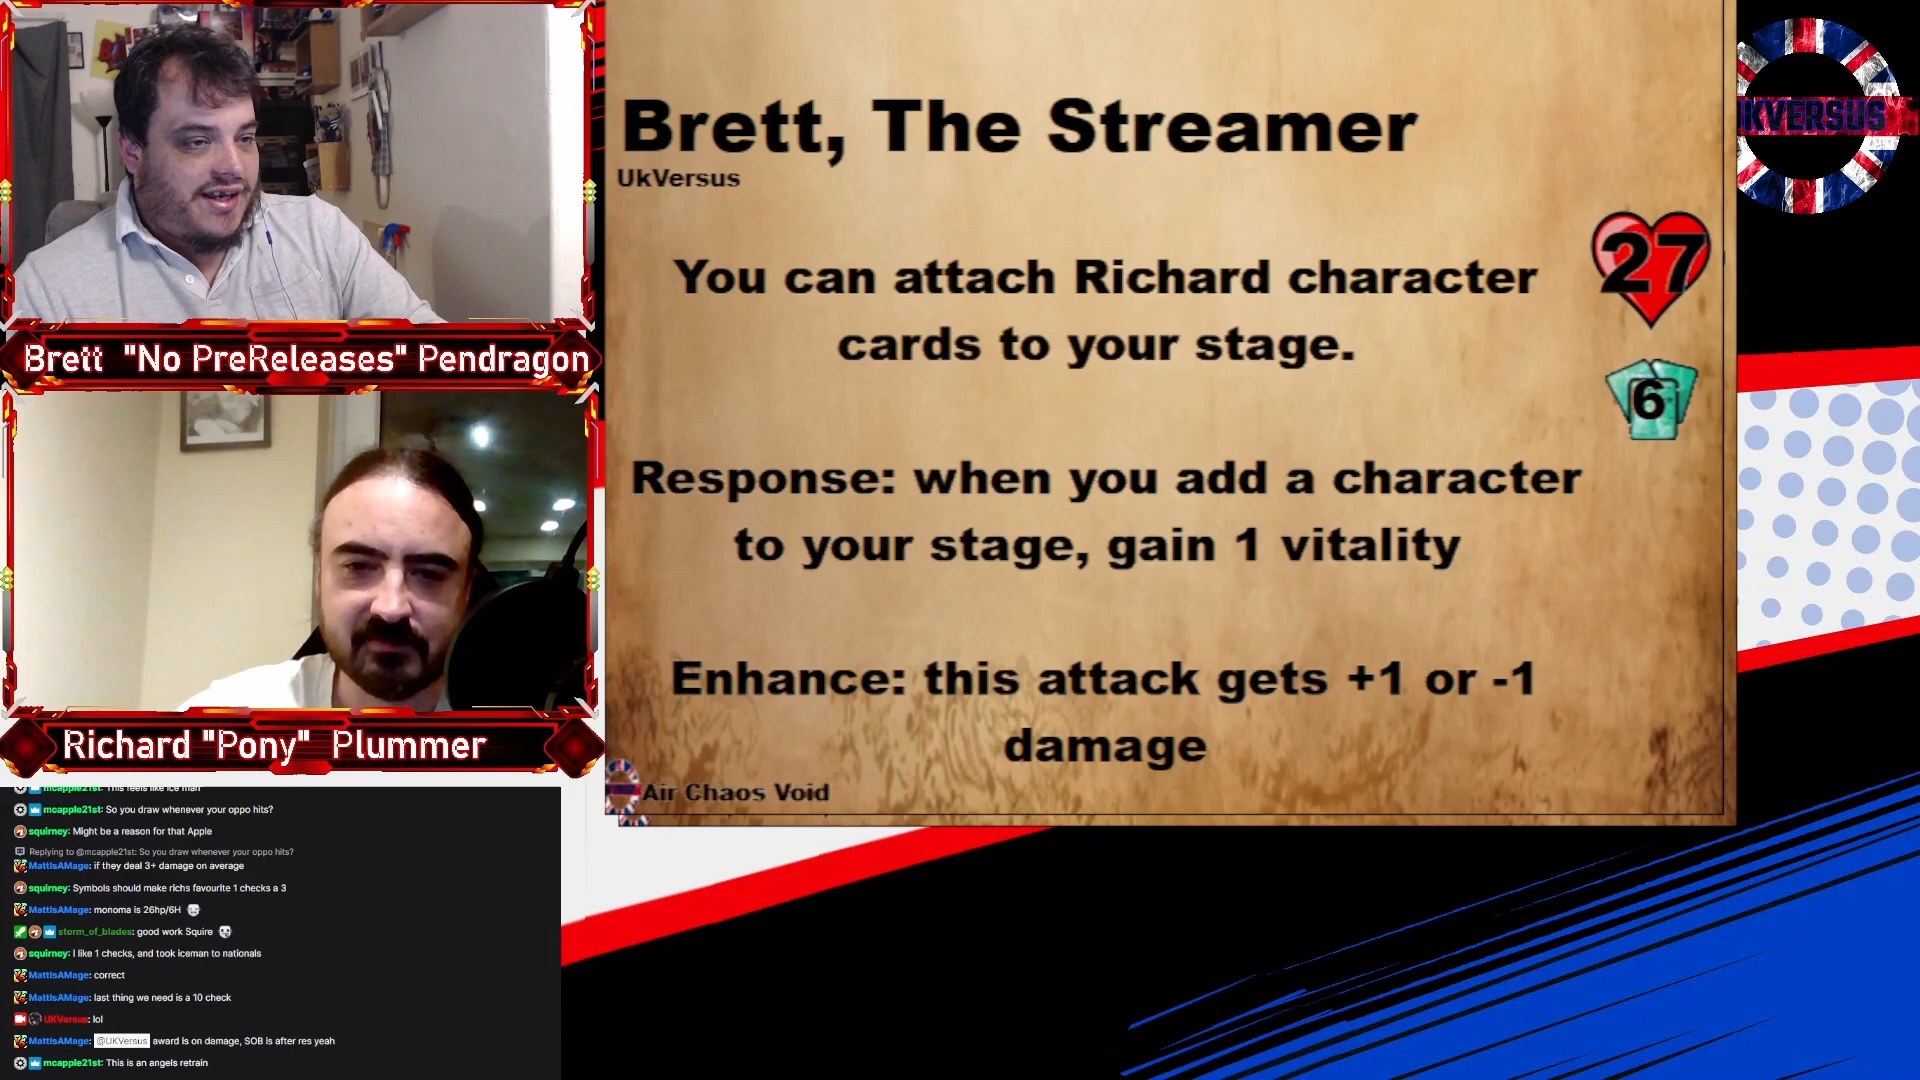 Brett "No PreReleases" Pendragon
Richard "Pony" Plummer
mcapple21st: This feels like ice man
mcapple21st: So you draw whenever your oppo hits?
squirney: Might be a reason for that Apple
Replying to @mcapple21st: So you draw whenever your oppo hits?
MattIsAMage: if they deal 3+ damage on average
squirney: Symbols should make richs favourite 1 checks a 3
MattIsAMage: monoma is 26hp/6H
storm_of_blades: good work Squire
squirney: I like 1 checks, and took iceman to nationals
MattIsAMage: correct
MattIsAMage: last thing we need is a 10 check
UKVersus: lol
MattIsAMage: @UKVersus award is on damage, SOB is after res yeah
mcapple21st: This is an angels retrain
Brett, The Streamer
UkVersus
You can attach Richard character
cards to your stage.
Response: when you add a character
to your stage, gain 1 vitality
Enhance: this attack gets +1 or -1
damage
Air Chaos Void
27
6
UKVERSUS